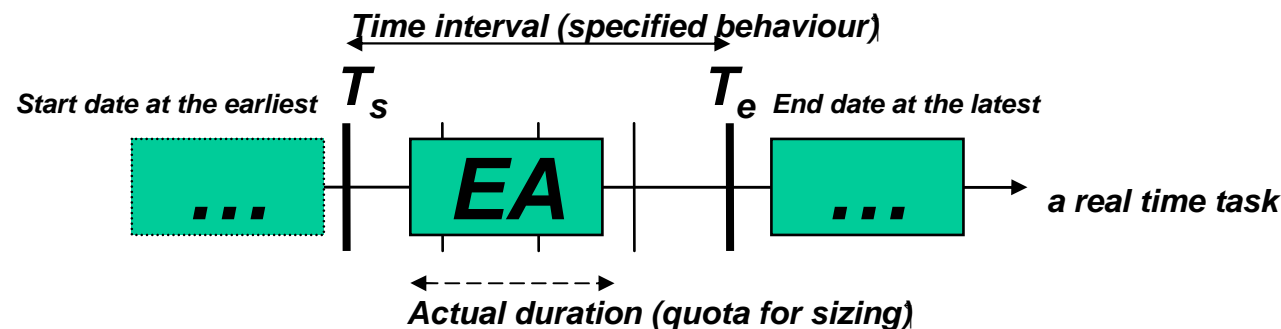 Time interval (specified behaviour)
Start date at the earliest
Ts
Te
End date at the latest
...
EA
...
a real time task
Actual duration (quota for sizing)